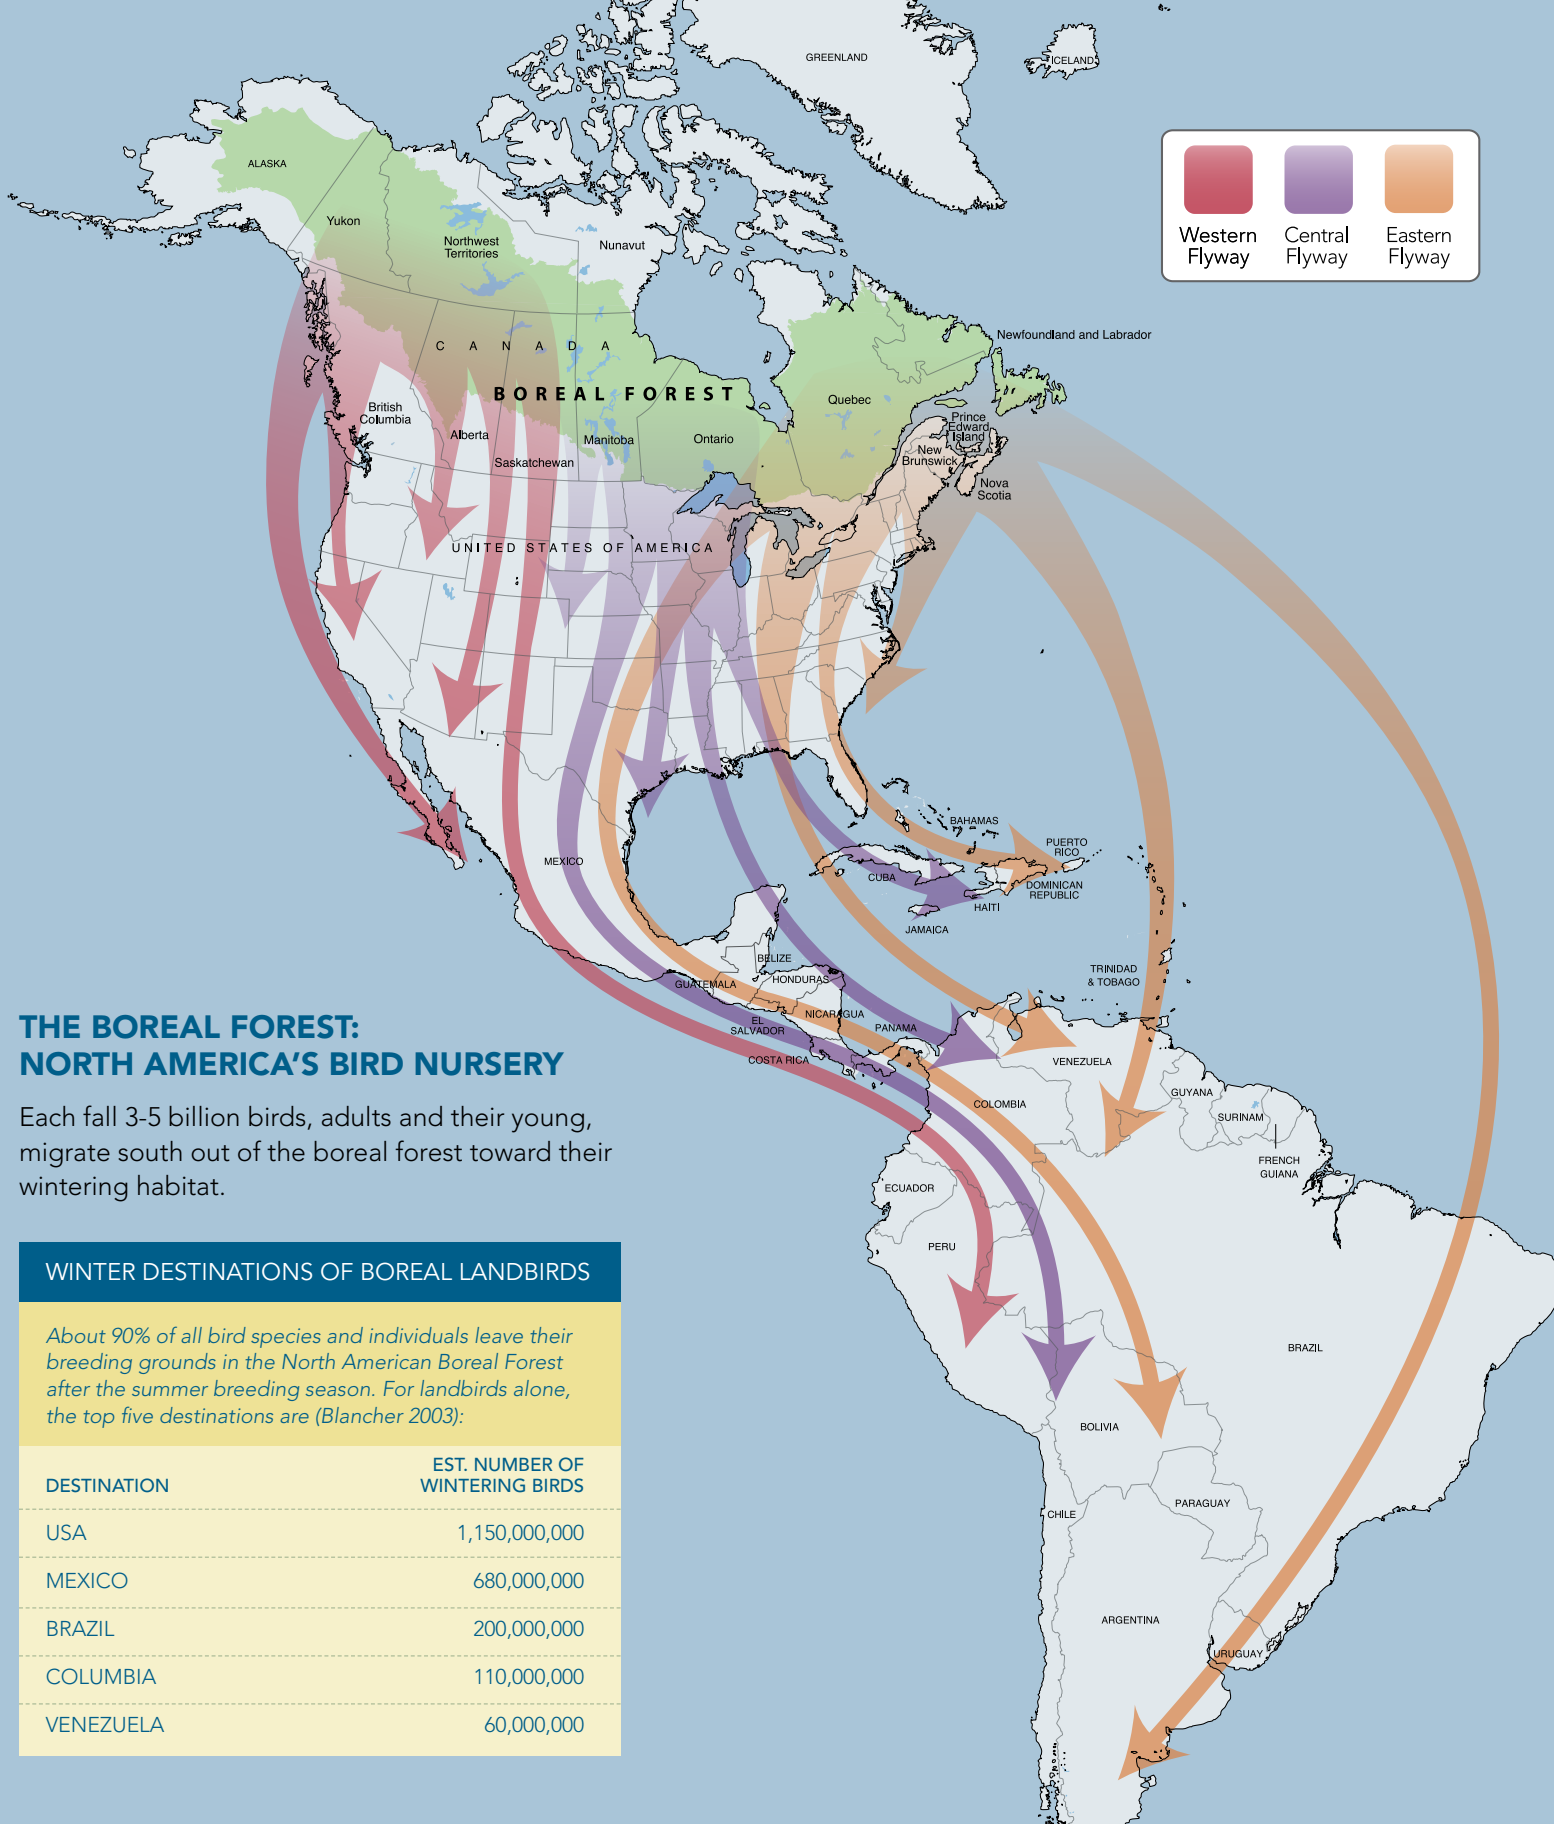 GREENLAND
ICELAND
ALASKA
Yukon
Northwest
Territories
Nunavut
Western
Flyway
Central
Flyway
Eastern
Flyway
Newfoundland and Labrador
CANADA
BOREAL FOREST
British
Columbia
Alberta
Saskatchewan
Manitoba
Ontario
Quebec
Prince
Edward
Island
New
Brunswick
Nova
Scotia
UNITED STATES OF AMERICA
MEXICO
BAHAMAS
PUERTO
RICO
CUBA
DOMINICAN
REPUBLIC
HAITI
JAMAICA
BELIZE
GUATEMALA
HONDURAS
TRINIDAD
& TOBAGO
NICARAGUA
EL
SALVADOR
PANAMA
COSTA RICA
VENEZUELA
GUYANA
COLOMBIA
SURINAM
FRENCH
GUIANA
ECUADOR
PERU
BRAZIL
BOLIVIA
PARAGUAY
CHILE
ARGENTINA
URUGUAY
THE BOREAL FOREST:
NORTH AMERICA'S BIRD NURSERY
Each fall 3-5 billion birds, adults and their young,
migrate south out of the boreal forest toward their
wintering habitat.
WINTER DESTINATIONS OF BOREAL LANDBIRDS
About 90% of all bird species and individuals leave their
breeding grounds in the North American Boreal Forest
after the summer breeding season. For landbirds alone,
the top five destinations are (Blancher 2003):
DESTINATION EST. NUMBER OF
WINTERING BIRDS
USA 1,150,000,000
MEXICO 680,000,000
BRAZIL 200,000,000
COLUMBIA 110,000,000
VENEZUELA 60,000,000